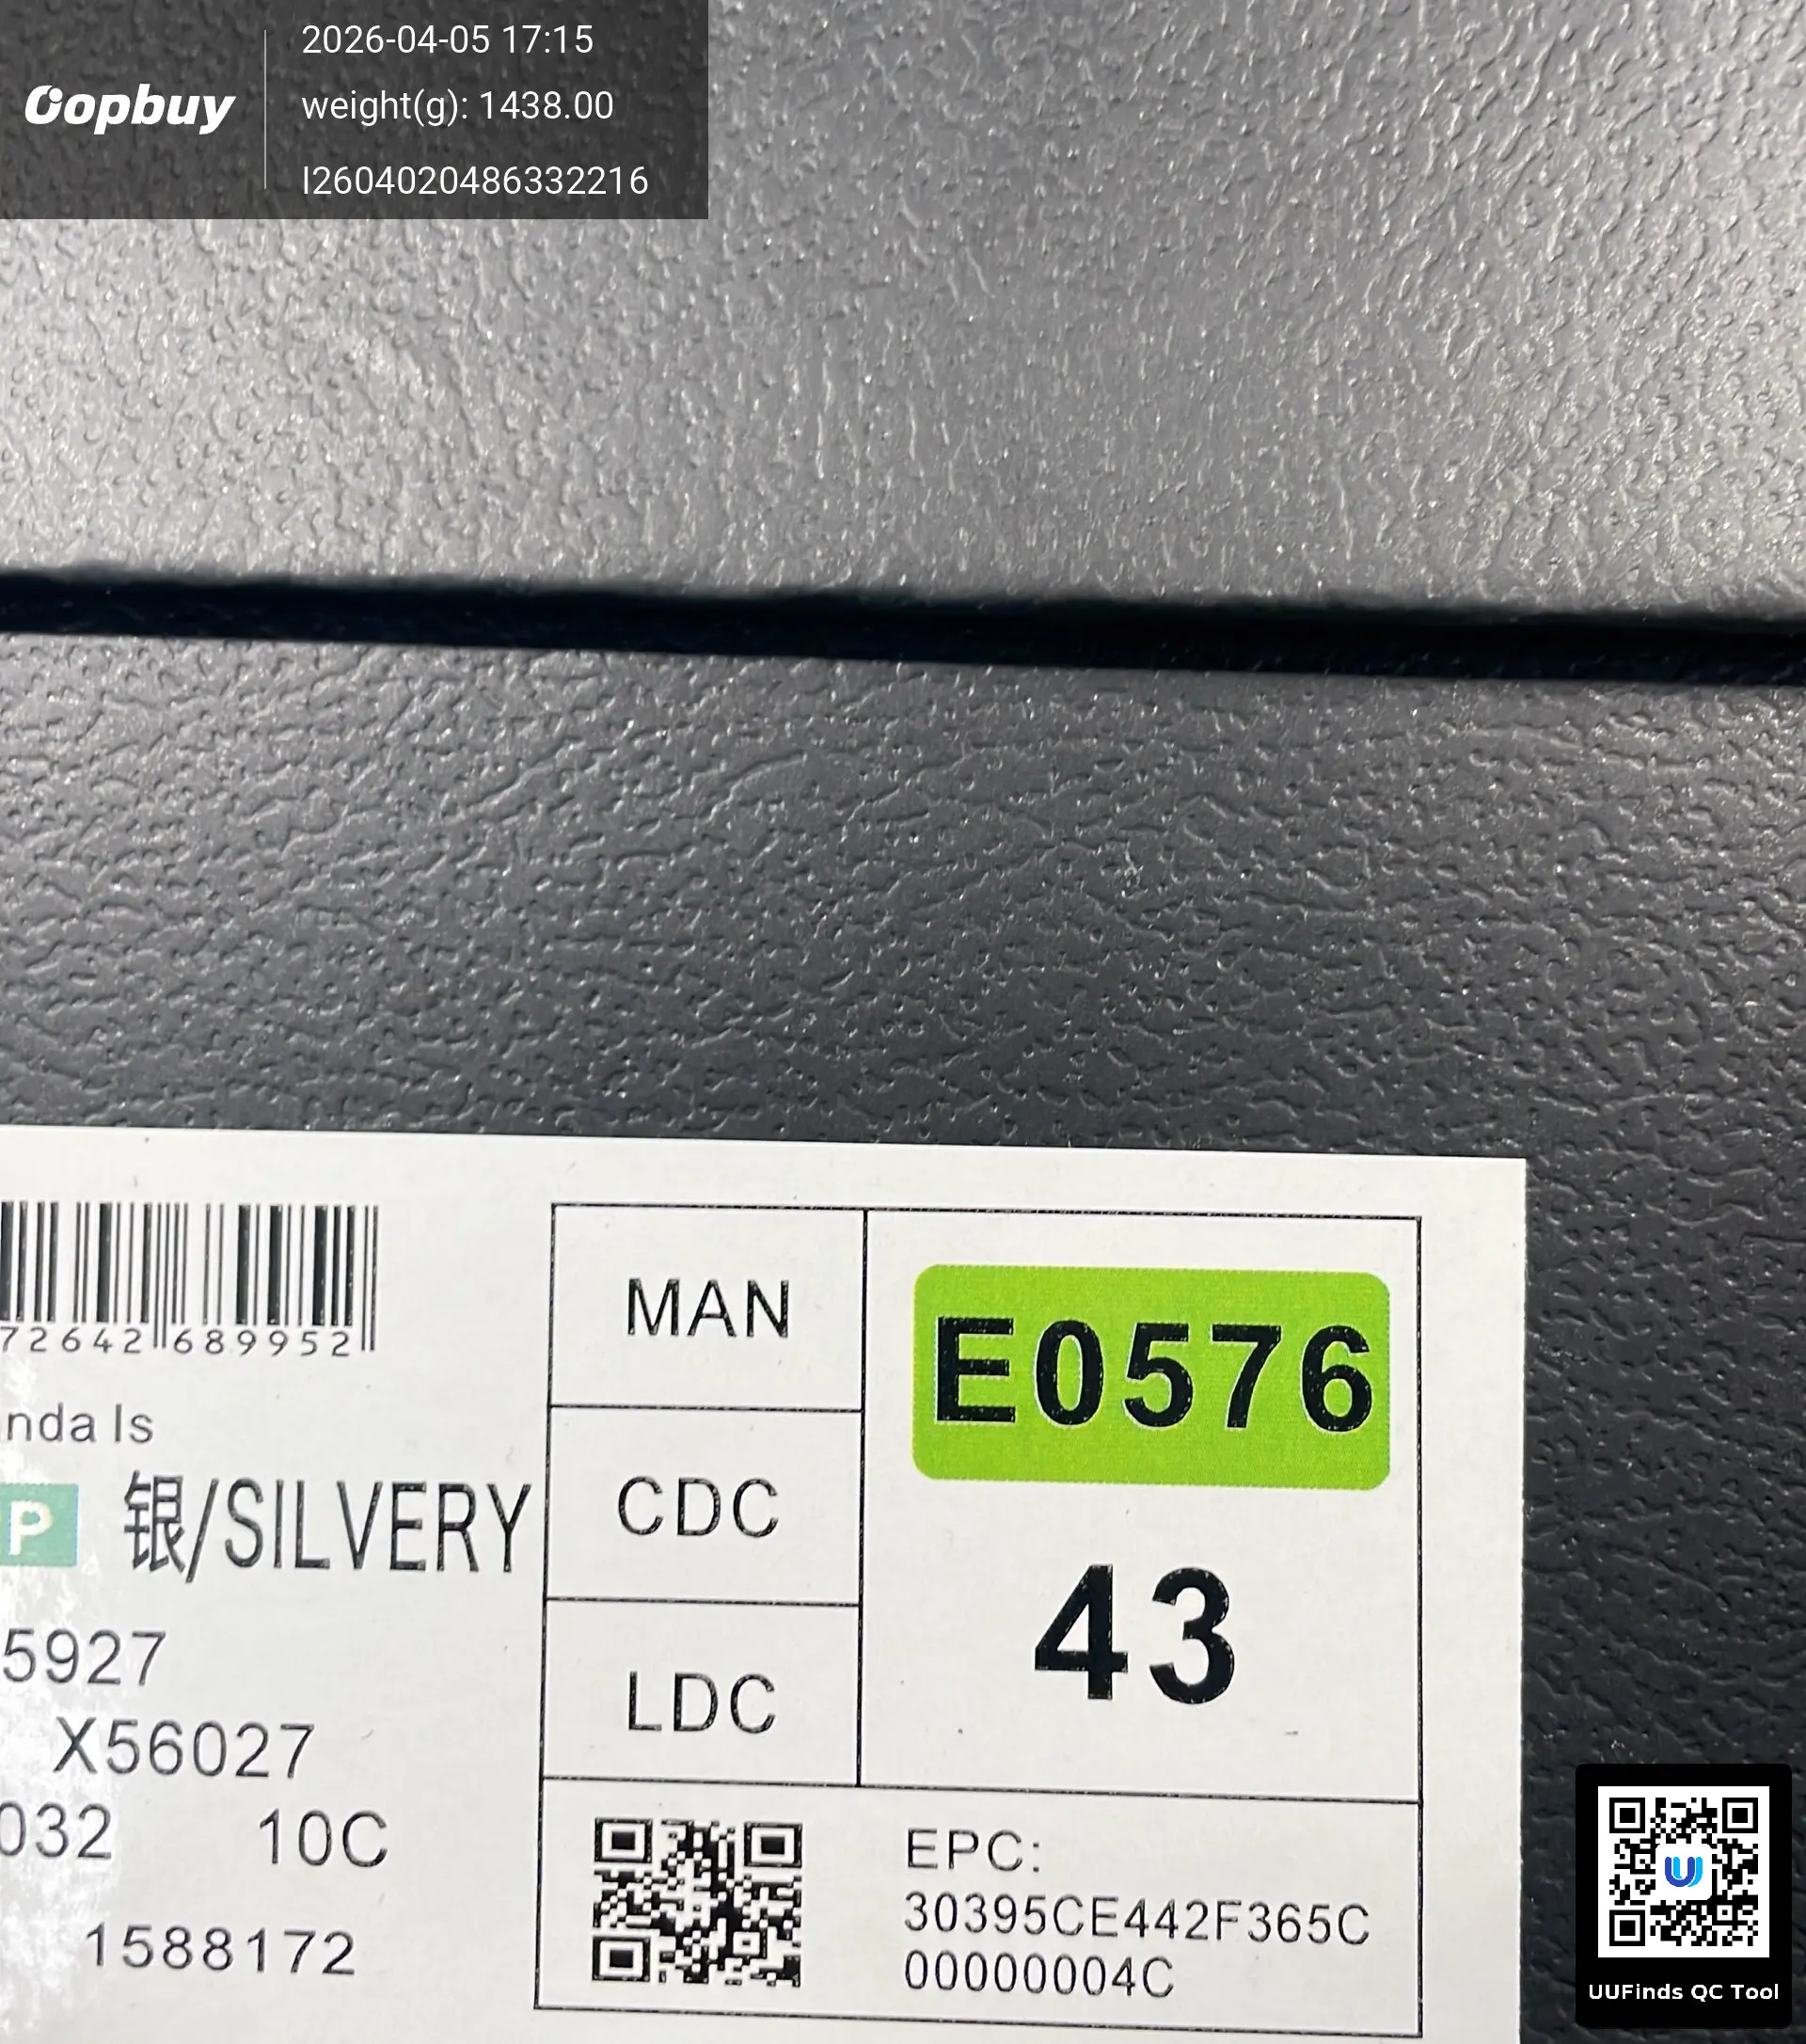 Oopbuy
2026-04-05 17:15
weight(g): 1438.00
I2604020486332216
72642 689952
nda Is
P 银/SILVERY
5927
X56027
032 10C
1588172
MAN
CDC
LDC
E0576
43
EPC:
30395CE442F365C
00000004C
UUFinds QC Tool